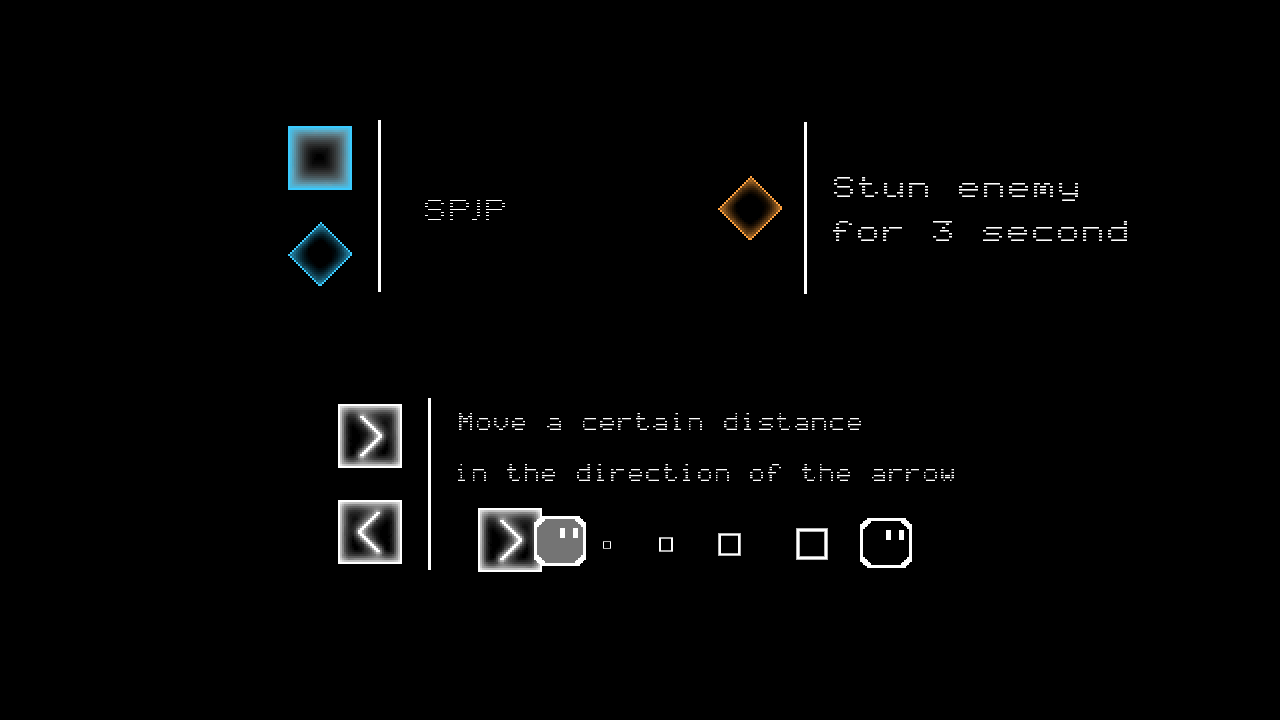 SPJP
Stun enemy
for 3 second
Move a certain distance
in the direction of the arrow